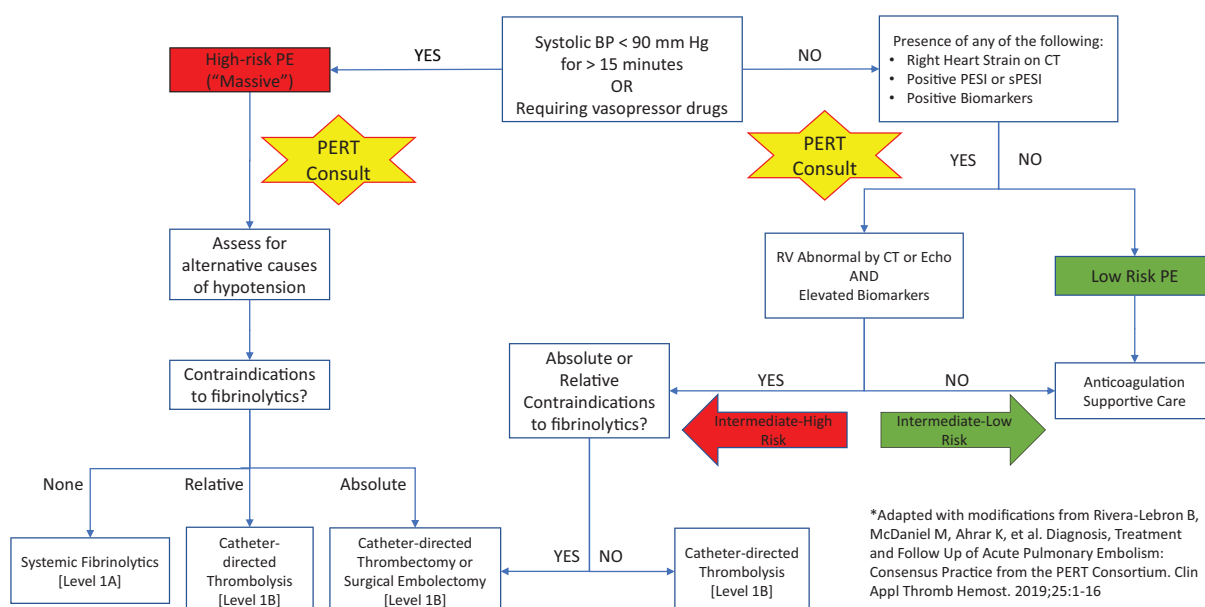 Systolic BP < 90 mm Hg
for > 15 minutes
OR
Requiring vasopressor drugs
YES
NO
High-risk PE
("Massive")
Presence of any of the following:
• Right Heart Strain on CT
• Positive PESI or sPESI
• Positive Biomarkers
PERT
Consult
PERT
Consult
YES
NO
Assess for
alternative causes
of hypotension
RV Abnormal by CT or Echo
AND
Elevated Biomarkers
Low Risk PE
Contraindications
to fibrinolytics?
Absolute or
Relative
Contraindications
to fibrinolytics?
YES
NO
Anticoagulation
Supportive Care
Intermediate-High
Risk
Intermediate-Low
Risk
None
Relative
Absolute
Systemic Fibrinolytics
[Level 1A]
Catheter-
directed
Thrombolysis
[Level 1B]
Catheter-directed
Thrombectomy or
Surgical Embolectomy
[Level 1B]
YES
NO
Catheter-directed
Thrombolysis
[Level 1B]
*Adapted with modifications from Rivera-Lebron B,
McDaniel M, Ahrar K, et al. Diagnosis, Treatment
and Follow Up of Acute Pulmonary Embolism:
Consensus Practice from the PERT Consortium. Clin
Appl Thromb Hemost. 2019;25:1-16